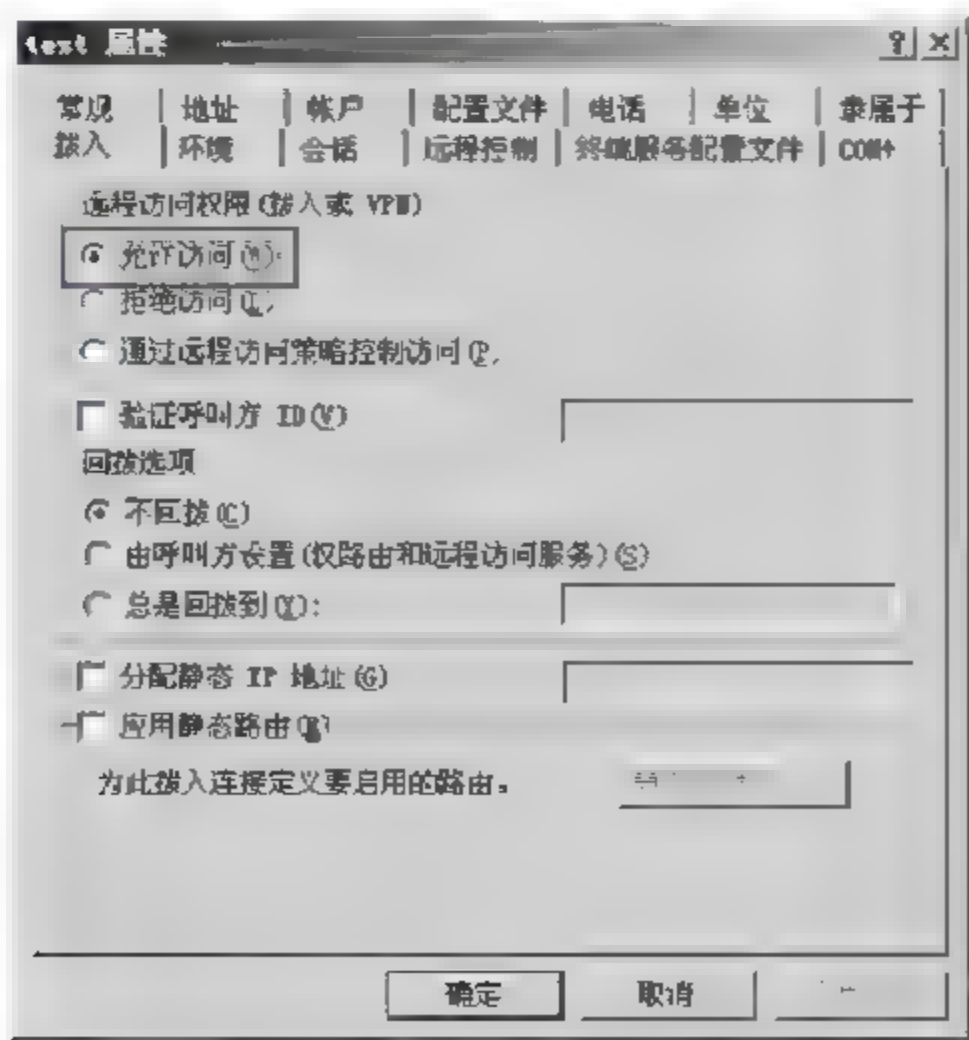 test 属性
常规 地址 帐户 配置文件 电话 单位 隶属于
拨入 环境 会话 远程控制 终端服务配置文件 COM+
远程访问权限(拨入或 VPN)
允许访问(W)
拒绝访问(I)
通过远程访问策略控制访问(P)
验证呼叫方 ID(V)
回拨选项
不回拨(C)
由呼叫方设置(仅路由和远程访问服务)(S)
总是回拨到(Y):
分配静态 IP 地址(G)
应用静态路由(R)
为此拨入连接定义要启用的路由。
确定 取消